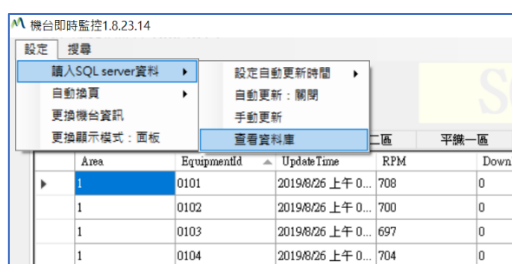 機台即時監控1.8.23.14
設定 搜尋
讀入SQL server資料
自動換頁
更換機台資訊
更換顯示模式：面板
設定自動更新時間
自動更新：關閉
手動更新
查看資料庫
二區 平織一區
Area EquipmentId UpdateTime RPM Down
1 0101 2019/8/26 上午 0... 708 0
1 0102 2019/8/26 上午 0... 700 0
1 0103 2019/8/26 上午 0... 697 0
1 0104 2019/8/26 上午 0... 704 0